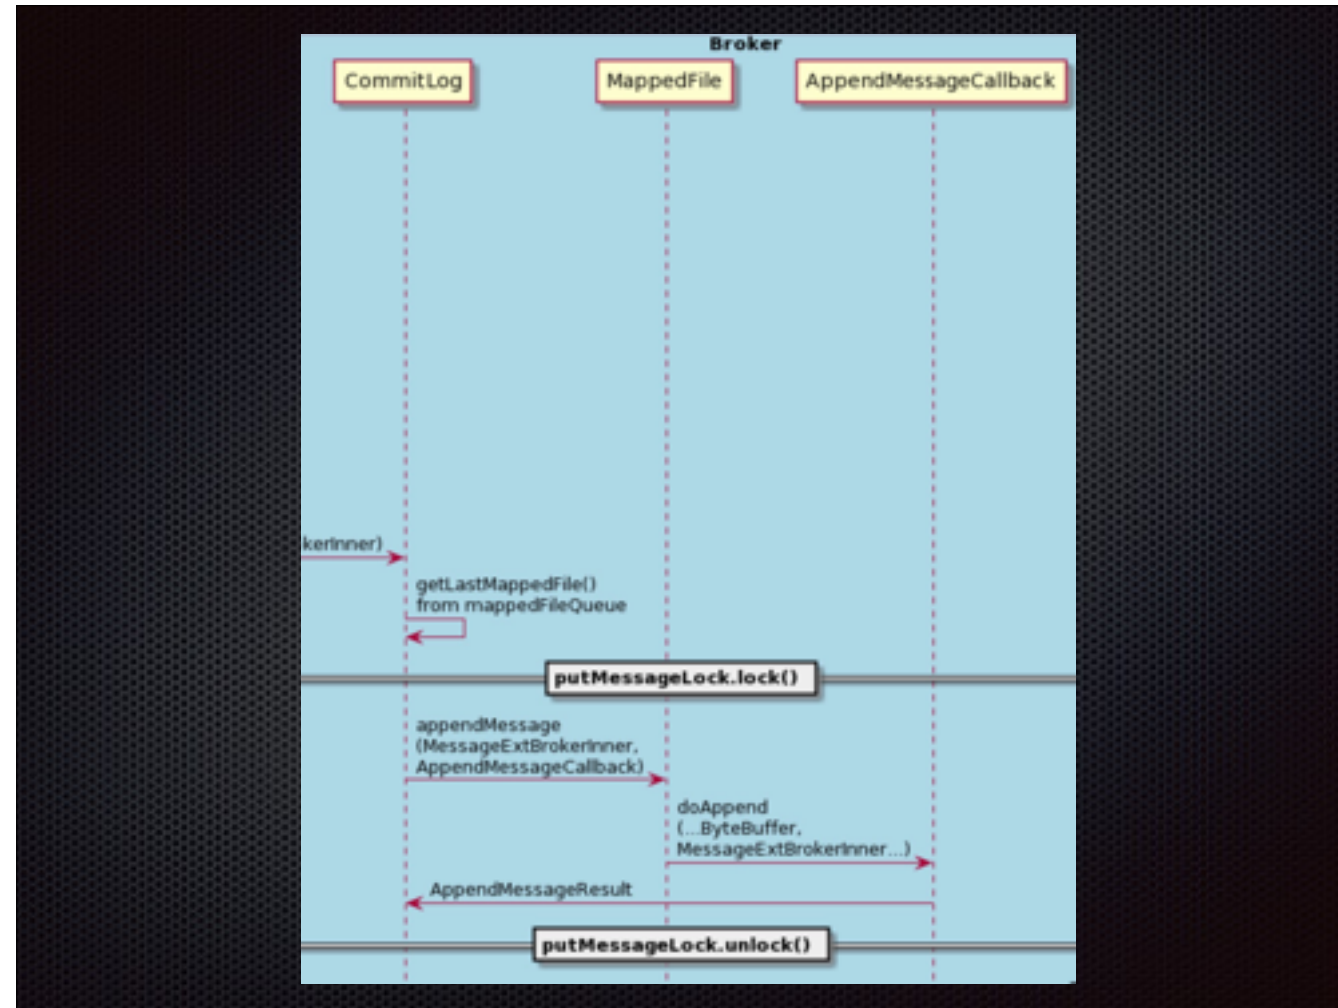 Broker
CommitLog
MappedFile
AppendMessageCallback
kerInner)
getLastMappedFile()
from mappedFileQueue
putMessageLock.lock()
appendMessage
(MessageExtBrokerInner,
AppendMessageCallback)
doAppend
(...ByteBuffer,
MessageExtBrokerInner...)
AppendMessageResult
putMessageLock.unlock()